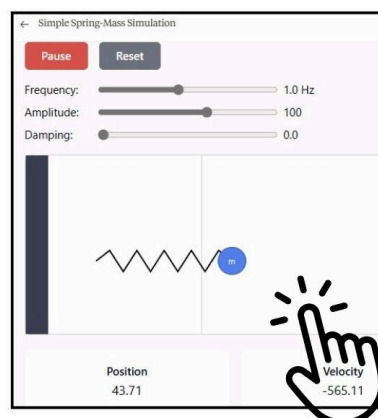 ← Simple Spring-Mass Simulation
Pause Reset
Frequency: 1.0 Hz
Amplitude: 100
Damping: 0.0
m
Position Velocity
43.71 -565.11